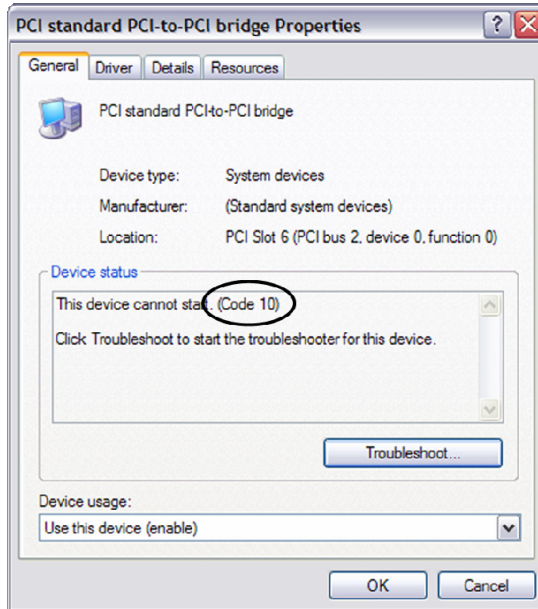 PCI standard PCI-to-PCI bridge Properties
General Driver Details Resources
PCI standard PCI-to-PCI bridge
Device type: System devices
Manufacturer: (Standard system devices)
Location: PCI Slot 6 (PCI bus 2, device 0, function 0)
Device status
This device cannot start. (Code 10)
Click Troubleshoot to start the troubleshooter for this device.
Troubleshoot...
Device usage:
Use this device (enable)
OK Cancel